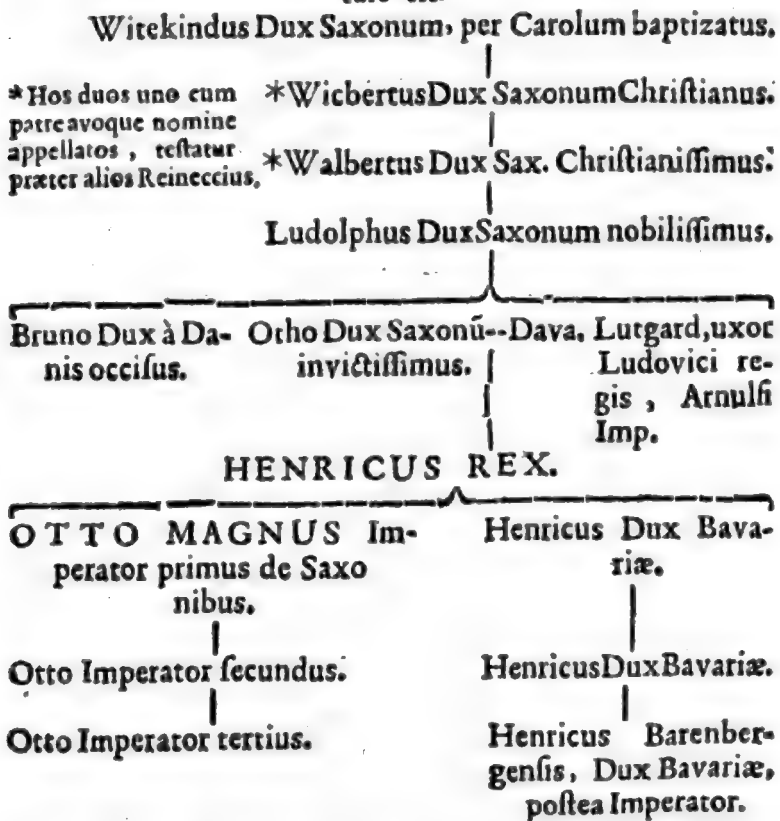 Witekindus Dux Saxonum, per Carolum baptizatus.
*Hos duos uno cum
patre avoque nomine
appellatos, teſtatur
præter alios Reineccius.
*Wicbertus Dux Saxonum Chriſtianus.
*Walbertus Dux Sax. Chriſtianiſſimus.
Ludolphus Dux Saxonum nobiliſſimus.
Bruno Dux à Da-
nis occiſus.
Otho Dux Saxonũ--Dava.
invictiſſimus.
Lutgard, uxor
Ludovici re-
gis, Arnulfi
Imp.
HENRICUS REX.
OTTO MAGNUS Im-
perator primus de Saxo
nibus.
Henricus Dux Bava-
riæ.
Otto Imperator ſecundus.
Henricus Dux Bavariæ.
Otto Imperator tertius.
Henricus Barenber-
genſis, Dux Bavariæ,
poſtea Imperator.